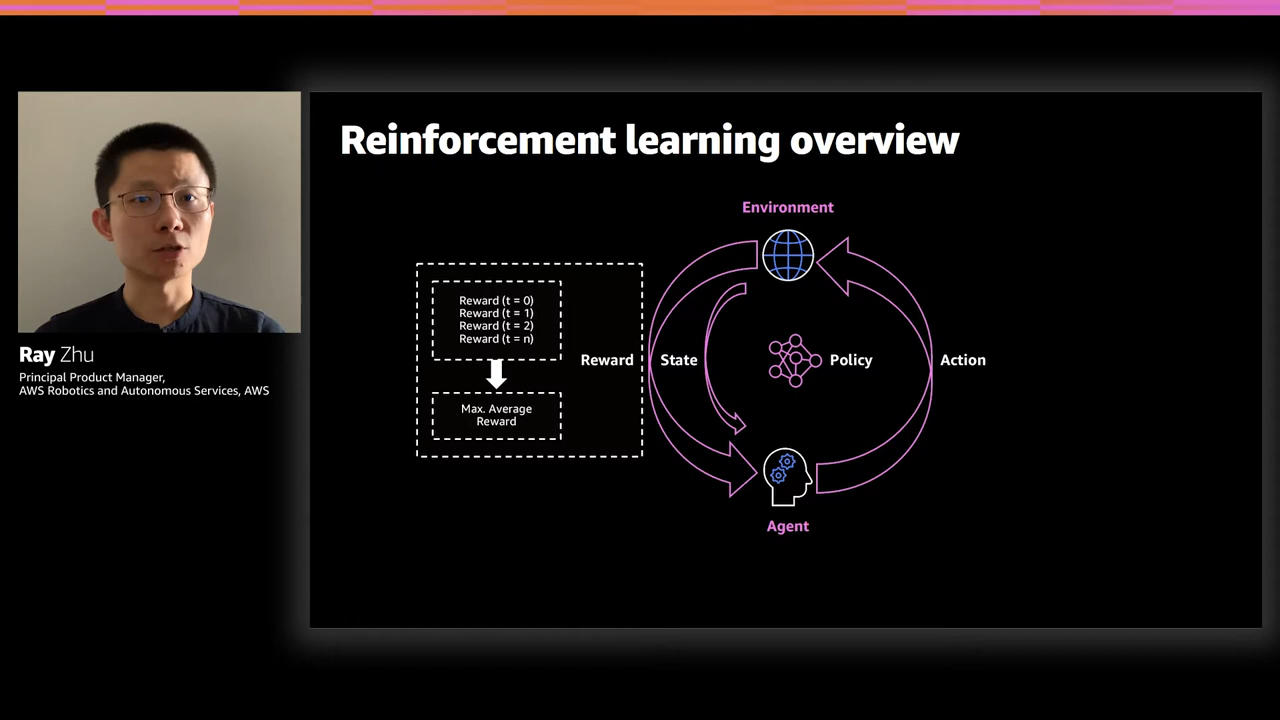 Reinforcement learning overview
Environment
Reward (t = 0)
Reward (t = 1)
Reward (t = 2)
Reward (t = n)
Max. Average
Reward
Reward
State
Policy
Action
Agent
Ray Zhu
Principal Product Manager,
AWS Robotics and Autonomous Services, AWS